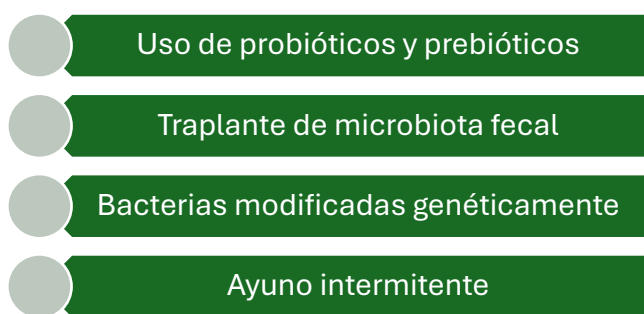 Uso de probióticos y prebióticos
Traplante de microbiota fecal
Bacterias modificadas genéticamente
Ayuno intermitente